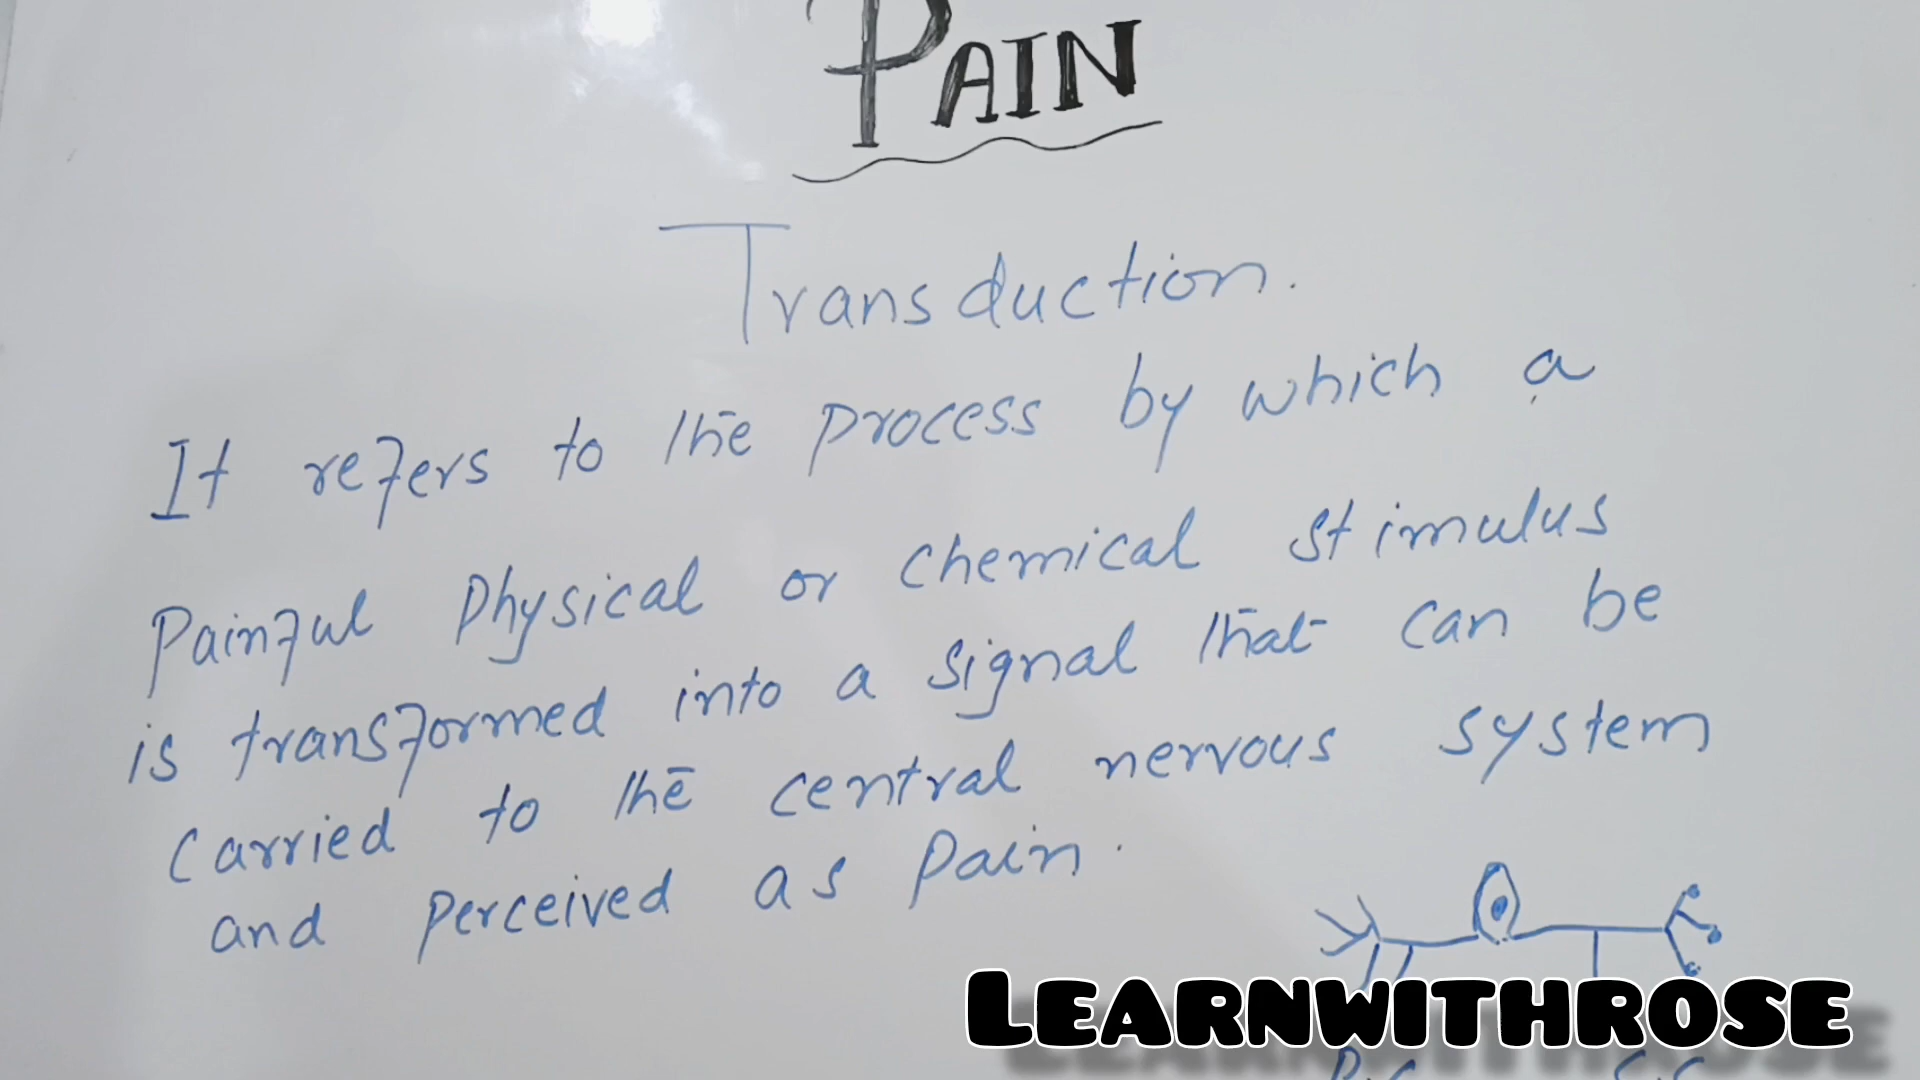 PAIN
Transduction.
It refers to the process by which a
Painful Physical or chemical stimulus
is transformed into a signal that can be
carried to the central nervous system
and perceived as pain.
LEARNWITHROSE